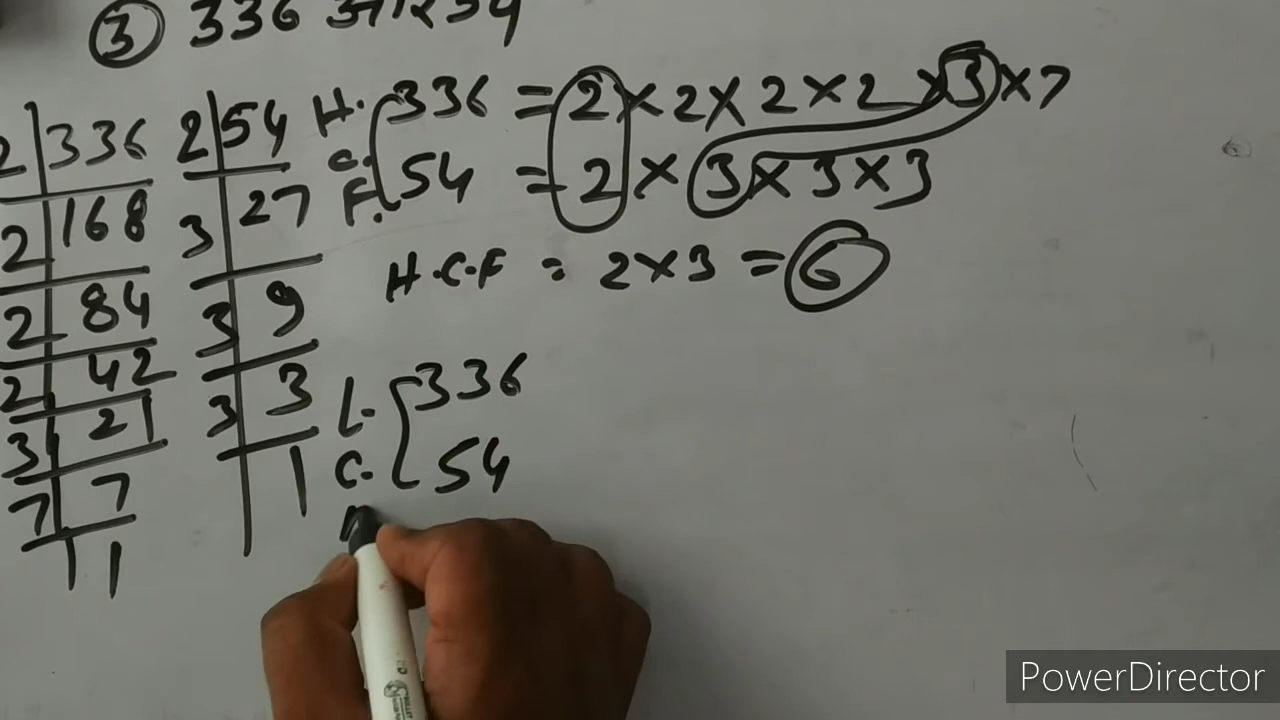 ③ 336 और 54
2 | 336
2 | 168
2 | 84
2 | 42
3 | 21
7 | 7
| 1
2 | 54
3 | 27
3 | 9
3 | 3
| 1
H.C.F. 336 = 2 × 2 × 2 × 2 × 3 × 7
54 = 2 × 3 × 3 × 3
H.C.F = 2 × 3 = 6
L.C. 336
54
PowerDirector